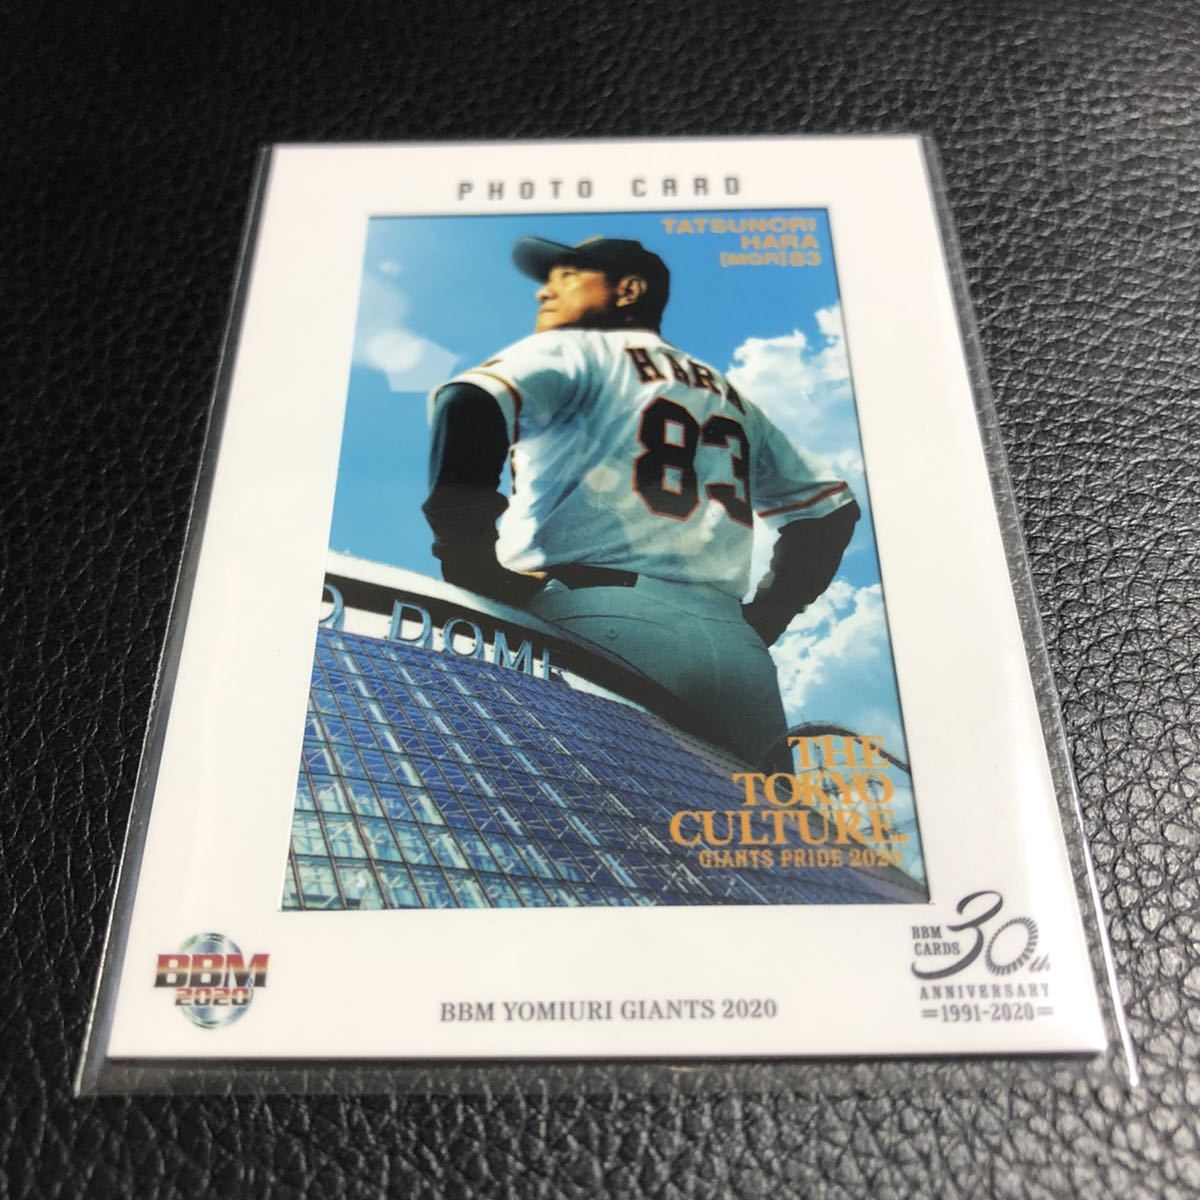 PHOTO CARD
TATSUNORI
HARA
[MGR]83
HARA
83
O DOME
THE
TOKYO
CULTURE.
GIANTS PRIDE 2020
BBM
2020
BBM YOMIURI GIANTS 2020
BBM
CARDS
30th
ANNIVERSARY
=1991-2020=